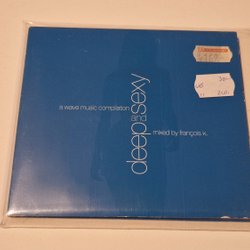 a wave music compilation
deep and sexy
mixed by françois k.